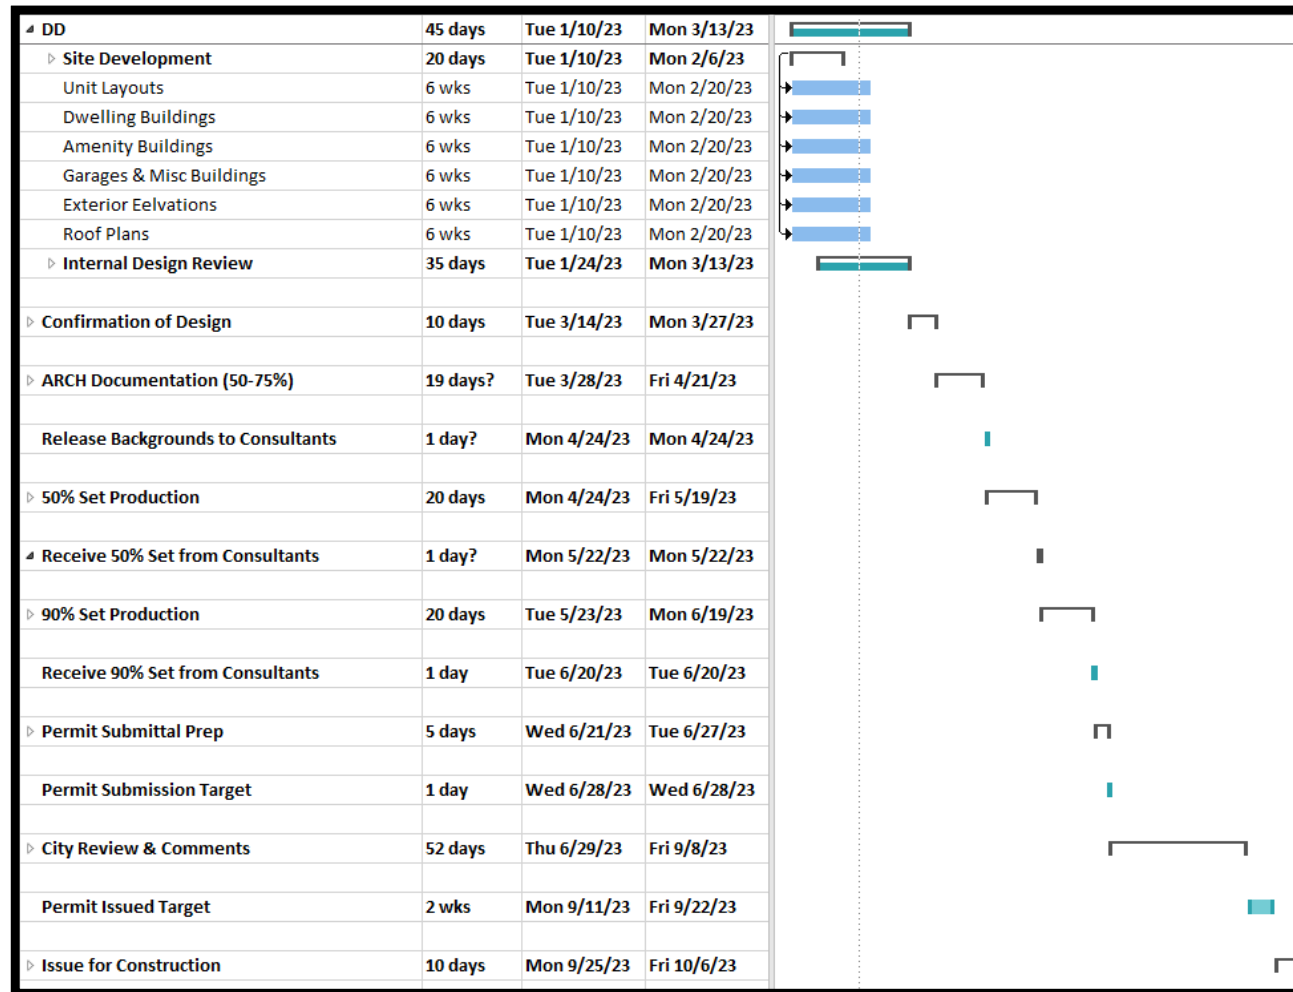 DD 45 days Tue 1/10/23 Mon 3/13/23
Site Development 20 days Tue 1/10/23 Mon 2/6/23
Unit Layouts 6 wks Tue 1/10/23 Mon 2/20/23
Dwelling Buildings 6 wks Tue 1/10/23 Mon 2/20/23
Amenity Buildings 6 wks Tue 1/10/23 Mon 2/20/23
Garages & Misc Buildings 6 wks Tue 1/10/23 Mon 2/20/23
Exterior Eelvations 6 wks Tue 1/10/23 Mon 2/20/23
Roof Plans 6 wks Tue 1/10/23 Mon 2/20/23
Internal Design Review 35 days Tue 1/24/23 Mon 3/13/23
Confirmation of Design 10 days Tue 3/14/23 Mon 3/27/23
ARCH Documentation (50-75%) 19 days? Tue 3/28/23 Fri 4/21/23
Release Backgrounds to Consultants 1 day? Mon 4/24/23 Mon 4/24/23
50% Set Production 20 days Mon 4/24/23 Fri 5/19/23
Receive 50% Set from Consultants 1 day? Mon 5/22/23 Mon 5/22/23
90% Set Production 20 days Tue 5/23/23 Mon 6/19/23
Receive 90% Set from Consultants 1 day Tue 6/20/23 Tue 6/20/23
Permit Submittal Prep 5 days Wed 6/21/23 Tue 6/27/23
Permit Submission Target 1 day Wed 6/28/23 Wed 6/28/23
City Review & Comments 52 days Thu 6/29/23 Fri 9/8/23
Permit Issued Target 2 wks Mon 9/11/23 Fri 9/22/23
Issue for Construction 10 days Mon 9/25/23 Fri 10/6/23